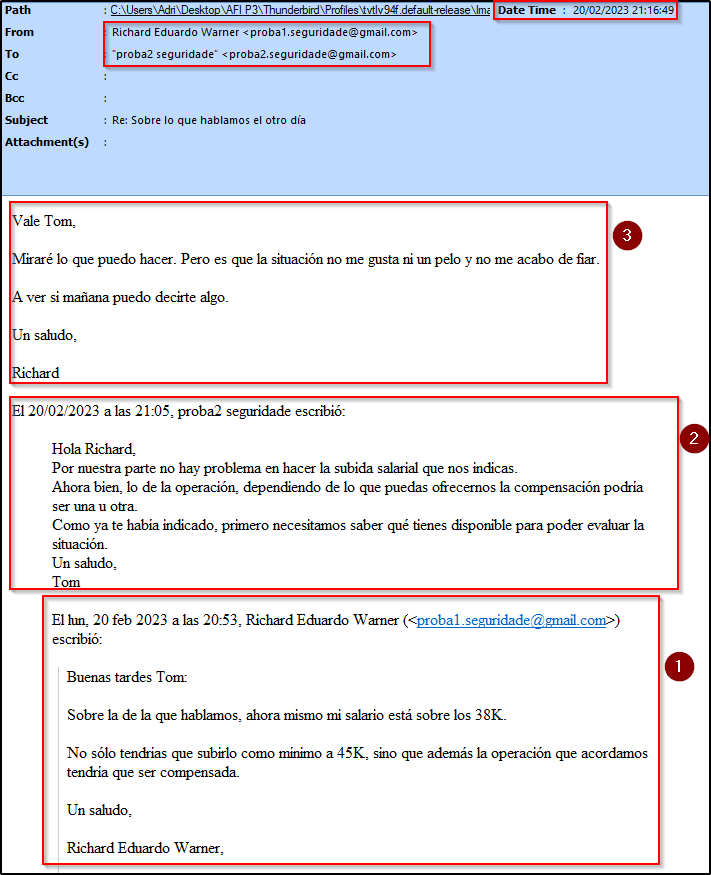 Path : C:\Users\Adri\Desktop\AFI P3\Thunderbird\Profiles\tvtlv94f.default-release\Ima Date Time : 20/02/2023 21:16:49
From : Richard Eduardo Warner <proba1.seguridade@gmail.com>
To : "proba2 seguridade" <proba2.seguridade@gmail.com>
Cc :
Bcc :
Subject : Re: Sobre lo que hablamos el otro día
Attachment(s) :
Vale Tom,
3
Miraré lo que puedo hacer. Pero es que la situación no me gusta ni un pelo y no me acabo de fiar.
A ver si mañana puedo decirte algo.
Un saludo,
Richard
El 20/02/2023 a las 21:05, proba2 seguridade escribió:
2
Hola Richard,
Por nuestra parte no hay problema en hacer la subida salarial que nos indicas.
Ahora bien, lo de la operación, dependiendo de lo que puedas ofrecernos la compensación podría
ser una u otra.
Como ya te había indicado, primero necesitamos saber qué tienes disponible para poder evaluar la
situación.
Un saludo,
Tom
El lun, 20 feb 2023 a las 20:53, Richard Eduardo Warner (<proba1.seguridade@gmail.com>)
escribió:
1
Buenas tardes Tom:
Sobre la de la que hablamos, ahora mismo mi salario está sobre los 38K.
No sólo tendrías que subirlo como mínimo a 45K, sino que además la operación que acordamos
tendría que ser compensada.
Un saludo,
Richard Eduardo Warner,